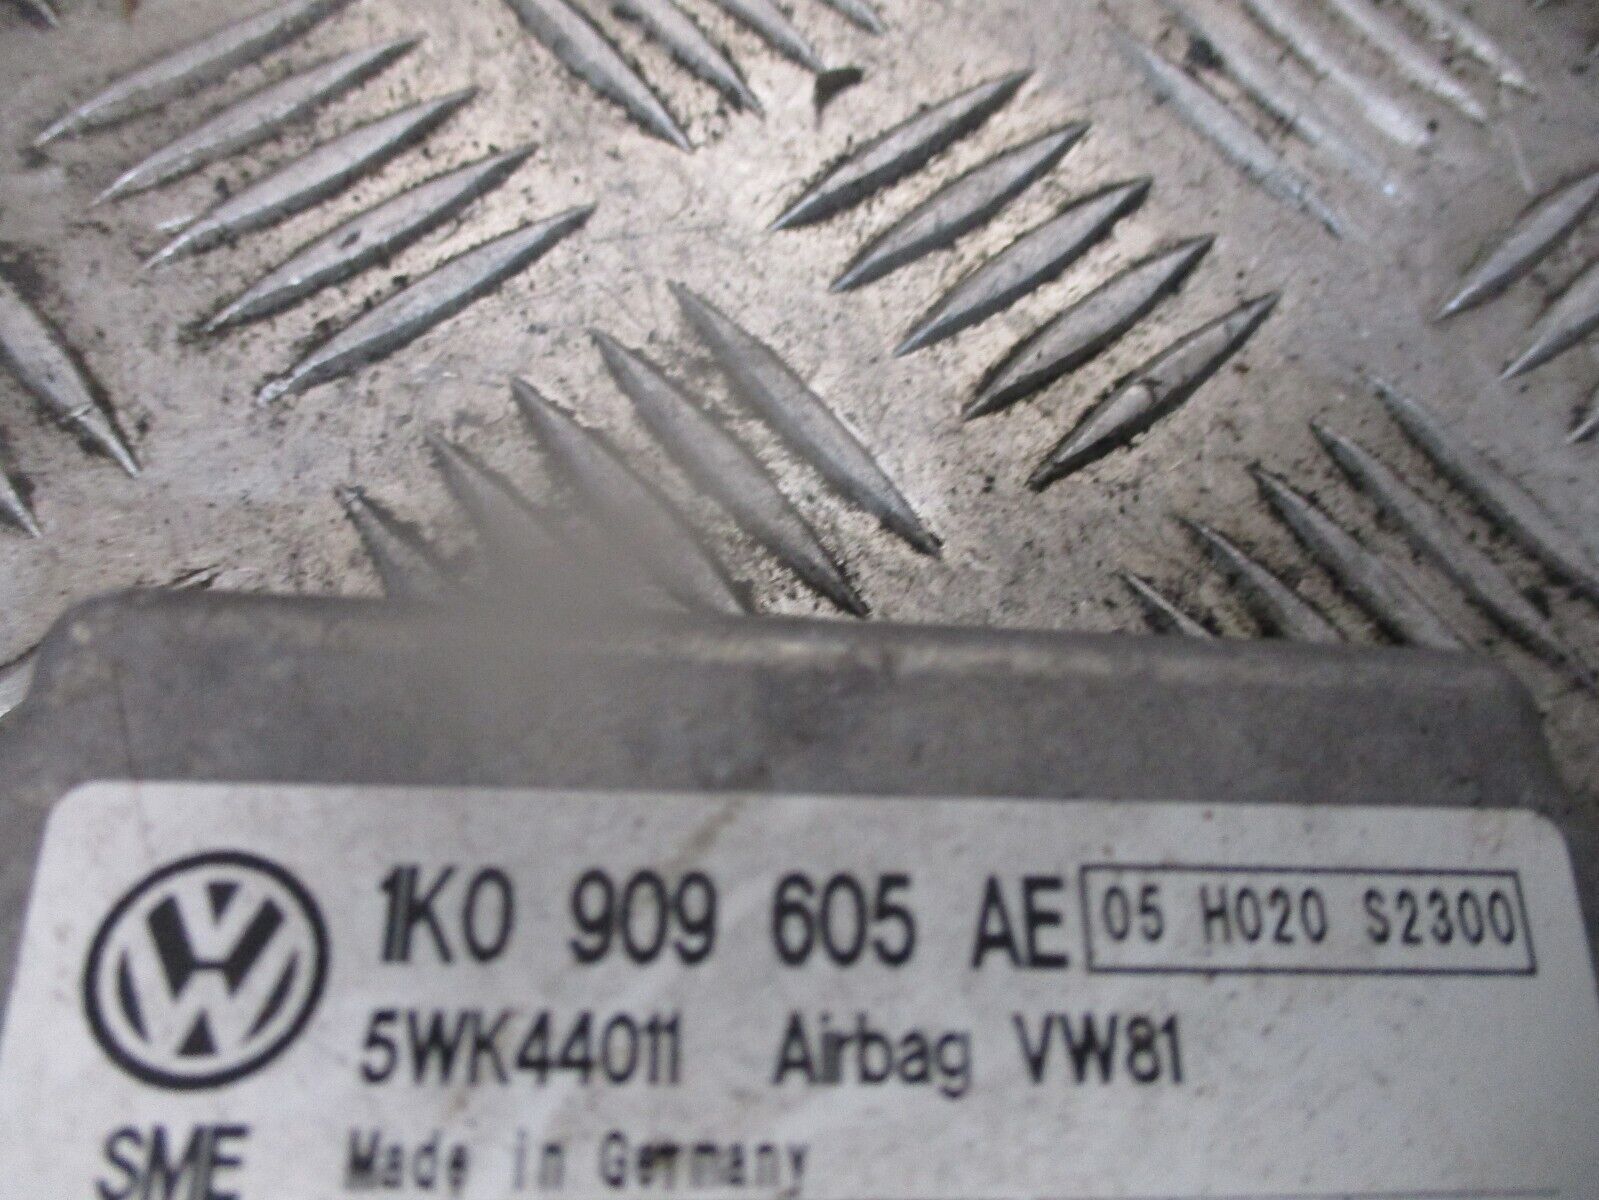 1K0 909 605 AE 05 H020 S2300
5WK44011 Airbag VW81
SME Made in Germany